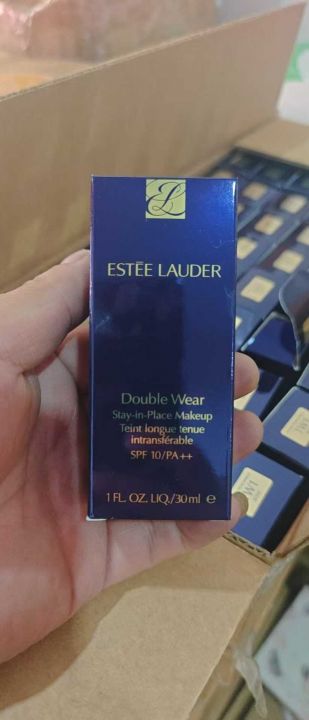 ESTĒE LAUDER
Double Wear
Stay-in-Place Makeup
Teint longue tenue
intransférable
SPF 10/PA++
1 FL. OZ. LIQ./30 ml e